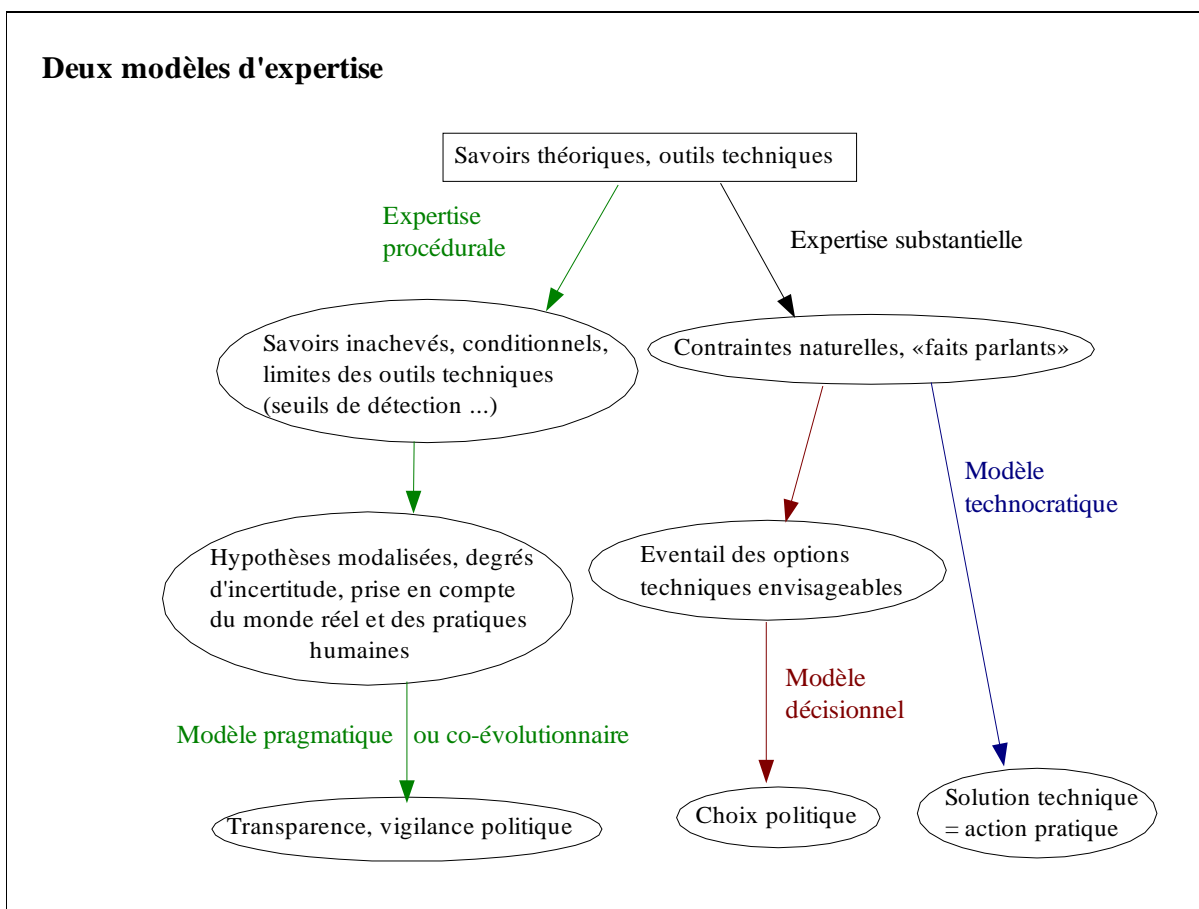 Deux modèles d'expertise
Savoirs théoriques, outils techniques
Expertise
procédurale
Expertise substantielle
Savoirs inachevés, conditionnels,
limites des outils techniques
(seuils de détection ...)
Contraintes naturelles, «faits parlants»
Modèle
technocratique
Hypothèses modalisées, degrés
d'incertitude, prise en compte
du monde réel et des pratiques
humaines
Eventail des options
techniques envisageables
Modèle
décisionnel
Modèle pragmatique ou co-évolutionnaire
Transparence, vigilance politique
Choix politique
Solution technique
= action pratique